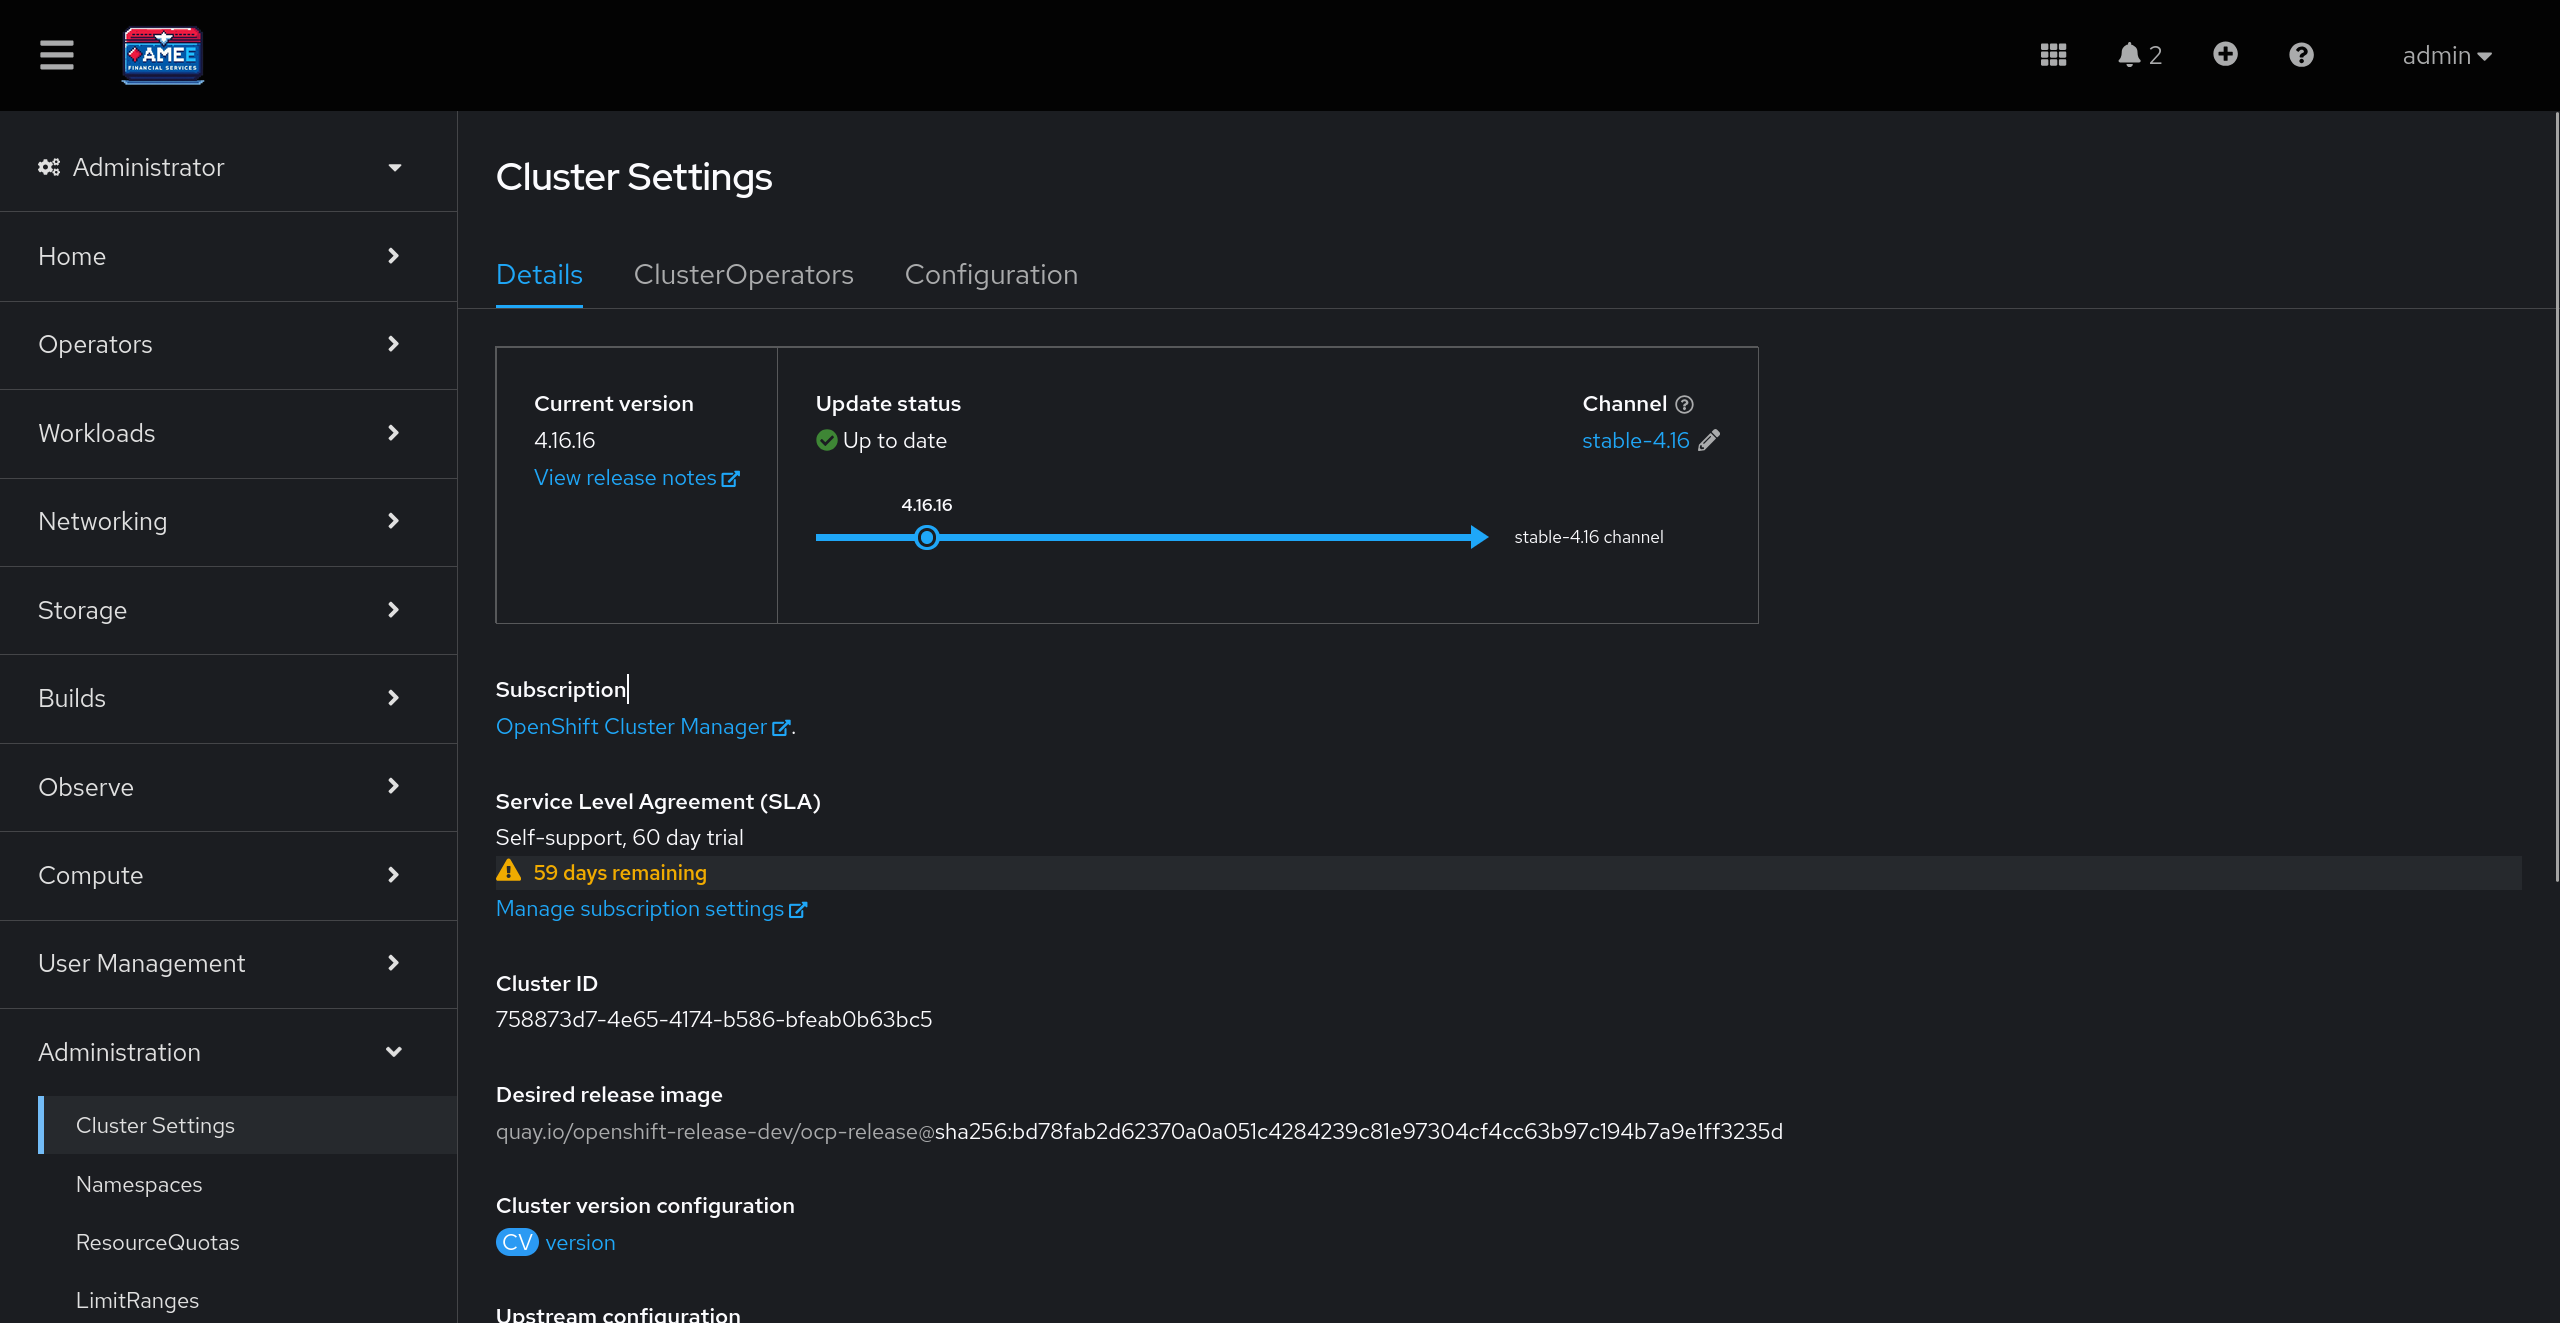 AMEE
FINANCIAL SERVICES
2
admin
Administrator
Home
Operators
Workloads
Networking
Storage
Builds
Observe
Compute
User Management
Administration
Cluster Settings
Namespaces
ResourceQuotas
LimitRanges
Cluster Settings
Details ClusterOperators Configuration
Current version
4.16.16
View release notes
Update status
Up to date
Channel
stable-4.16
4.16.16
stable-4.16 channel
Subscription
OpenShift Cluster Manager .
Service Level Agreement (SLA)
Self-support, 60 day trial
59 days remaining
Manage subscription settings
Cluster ID
758873d7-4e65-4174-b586-bfeab0b63bc5
Desired release image
quay.io/openshift-release-dev/ocp-release@sha256:bd78fab2d62370a0a051c4284239c81e97304cf4cc63b97c194b7a9e1ff3235d
Cluster version configuration
CV version
Upstream configuration